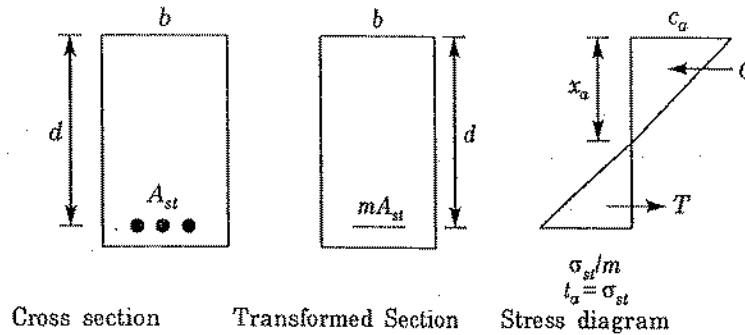 b
b
c_a
d
x_a
C
d
A_st
mA_st
T
σ_st/m
t_a = σ_st
Cross section
Transformed Section
Stress diagram